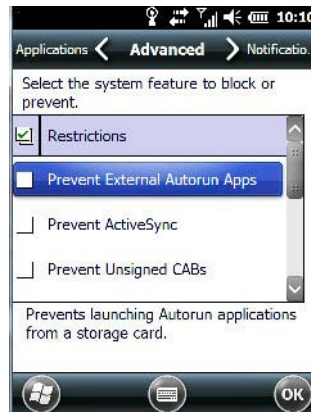 10:10
Applications Advanced Notificatio.
Select the system feature to block or
prevent.
Restrictions
Prevent External Autorun Apps
Prevent ActiveSync
Prevent Unsigned CABs
Prevents launching Autorun applications
from a storage card.
OK